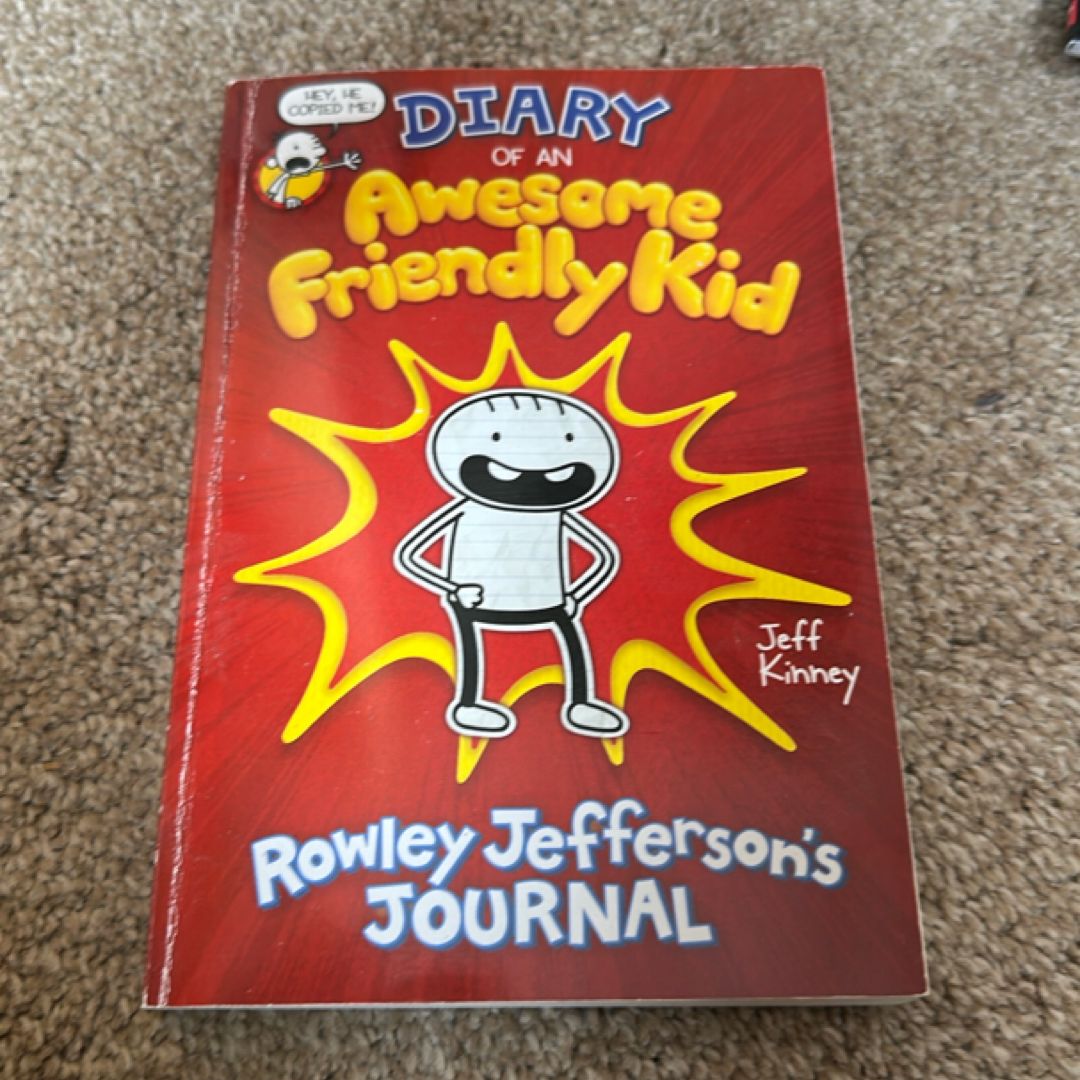 HEY, HE
COPIED ME!
DIARY
OF AN
Awesome
Friendly Kid
Jeff
Kinney
Rowley Jefferson's
JOURNAL